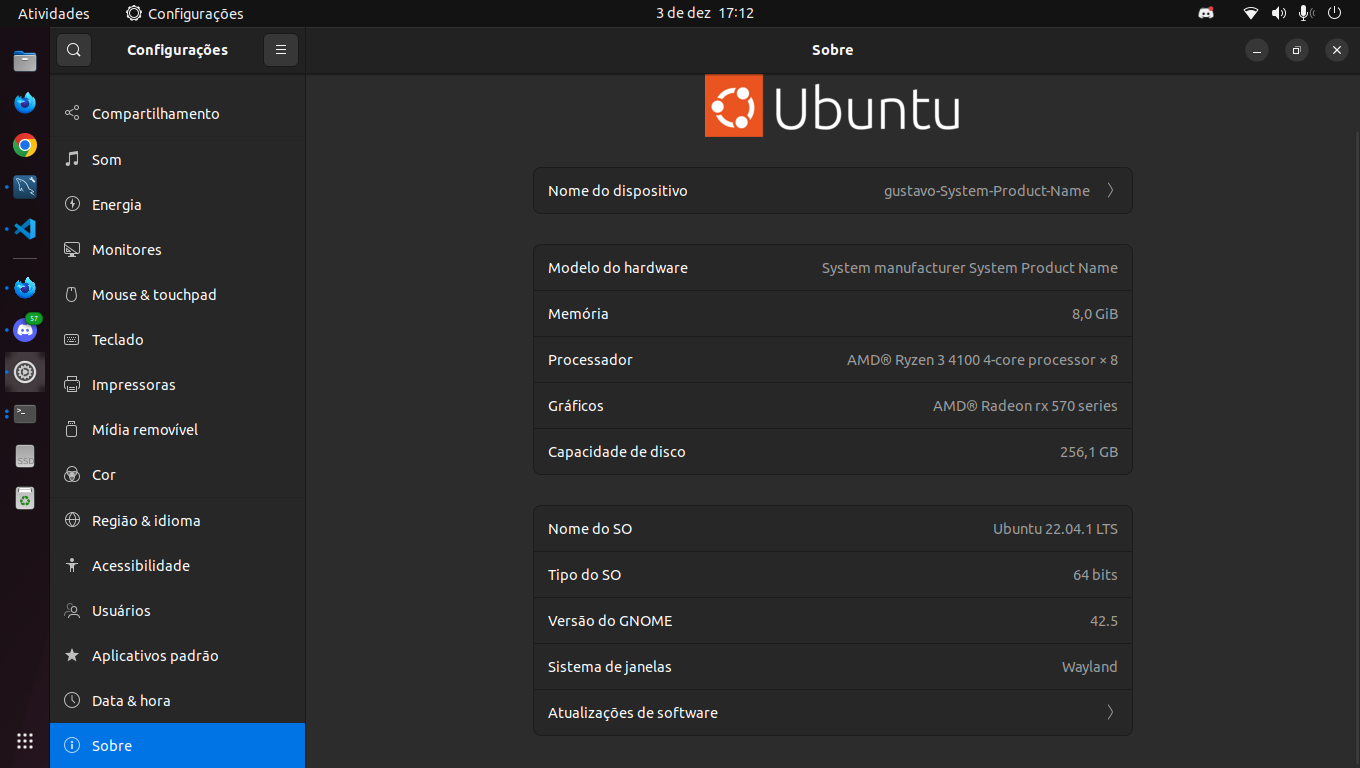 Atividades
Configurações
3 de dez 17:12
Configurações
Sobre
Compartilhamento
Som
Energia
Monitores
Mouse & touchpad
Teclado
Impressoras
Mídia removível
Cor
Região & idioma
Acessibilidade
Usuários
Aplicativos padrão
Data & hora
Sobre
57
SSD
Ubuntu
Nome do dispositivo
gustavo-System-Product-Name
Modelo do hardware
System manufacturer System Product Name
Memória
8,0 GiB
Processador
AMD® Ryzen 3 4100 4-core processor × 8
Gráficos
AMD® Radeon rx 570 series
Capacidade de disco
256,1 GB
Nome do SO
Ubuntu 22.04.1 LTS
Tipo do SO
64 bits
Versão do GNOME
42.5
Sistema de janelas
Wayland
Atualizações de software